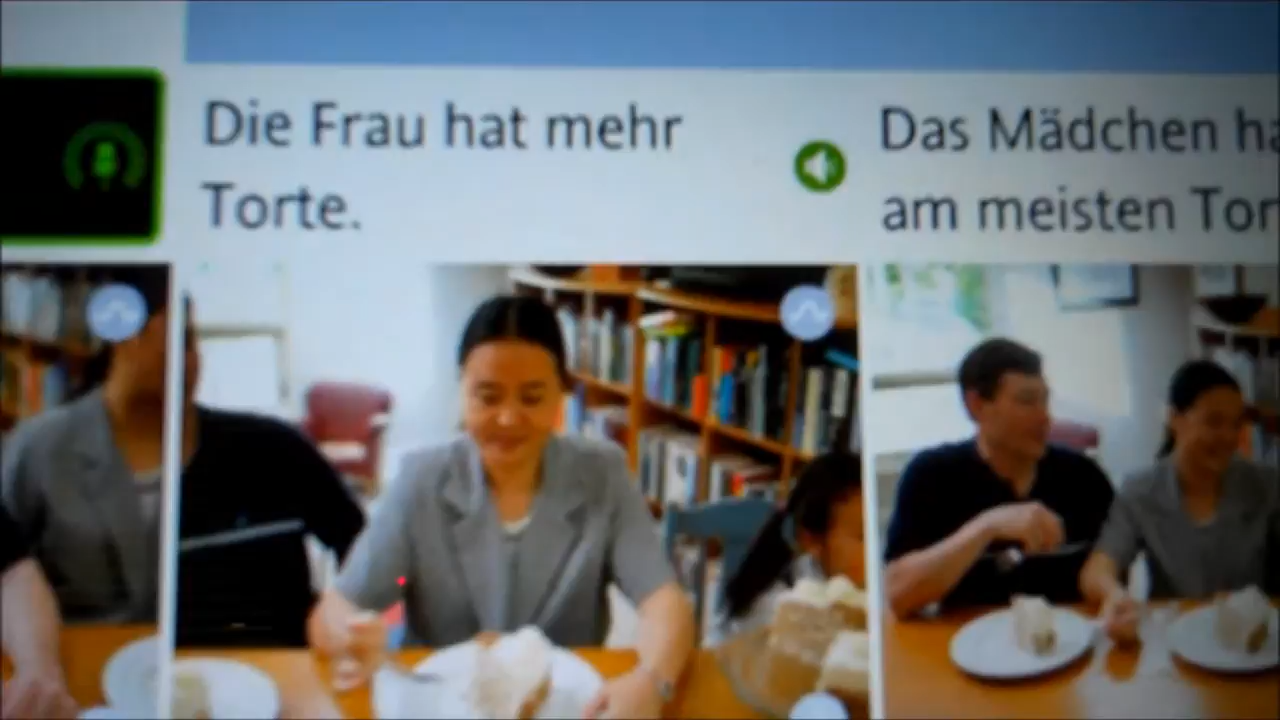 Die Frau hat mehr
Torte.
Das Mädchen
am meisten